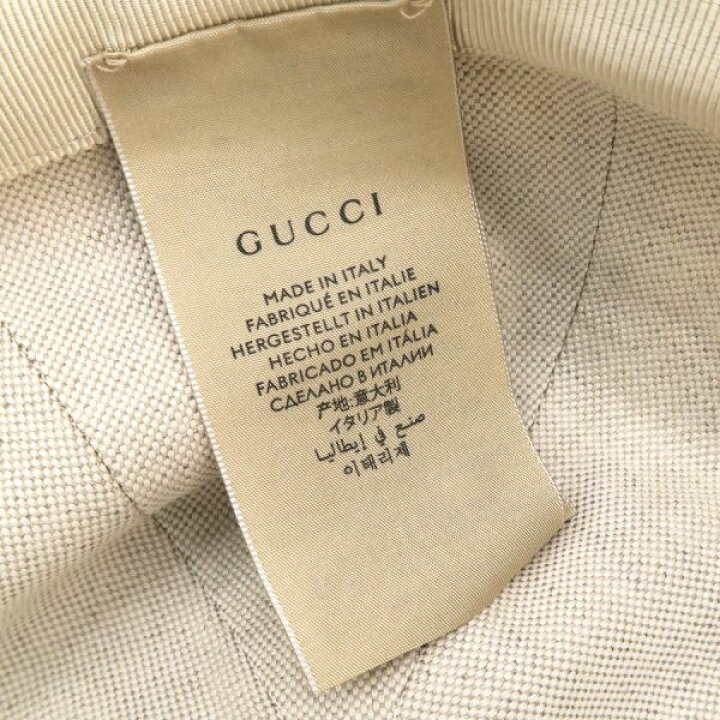 GUCCI
MADE IN ITALY
FABRIQUÉ EN ITALIE
HERGESTELLT IN ITALIEN
HECHO EN ITALIA
FABRICADO EM ITÁLIA
СДЕЛАНО В ИТАЛИИ
产地:意大利
イタリア製
صنع في إيطاليا
이태리제